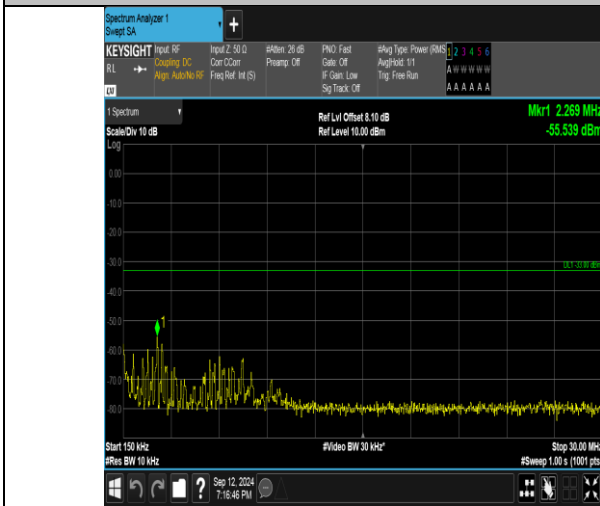 Spectrum Analyzer 1
Swept SA
KEYSIGHT
RL
Input: RF
Coupling: DC
Align: Auto/No RF
Input Z: 50 Ω
Corr CCorr
Freq Ref: Int (S)
#Atten: 26 dB
Preamp: Off
PNO: Fast
Gate: Off
IF Gain: Low
Sig Track: Off
#Avg Type: Power (RMS
Avg|Hold: 1/1
Trig: Free Run
1 2 3 4 5 6
A W W W W W
A A A A A A
1 Spectrum
Scale/Div 10 dB
Ref Lvl Offset 8.10 dB
Ref Level 10.00 dBm
Mkr1 2.269 MHz
-55.539 dBm
Log
0.00
-10.0
-20.0
-30.0
DL1 -33.00 dBm
-40.0
-50.0
1
-60.0
-70.0
-80.0
Start 150 kHz
#Res BW 10 kHz
#Video BW 30 kHz*
Stop 30.00 MHz
#Sweep 1.00 s (1001 pts
?
Sep 12, 2024
7:16:46 PM